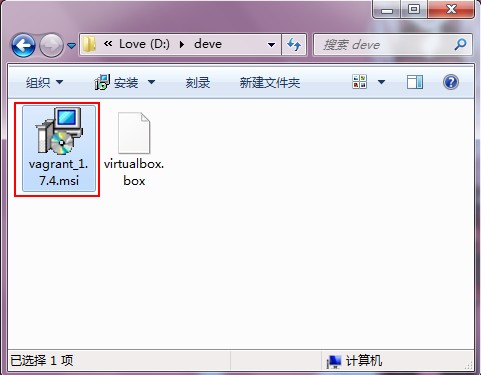 « Love (D:) ▸ deve
搜索 deve
组织 安装 刻录 新建文件夹
vagrant_1.
7.4.msi
virtualbox.
box
已选择 1 项
计算机